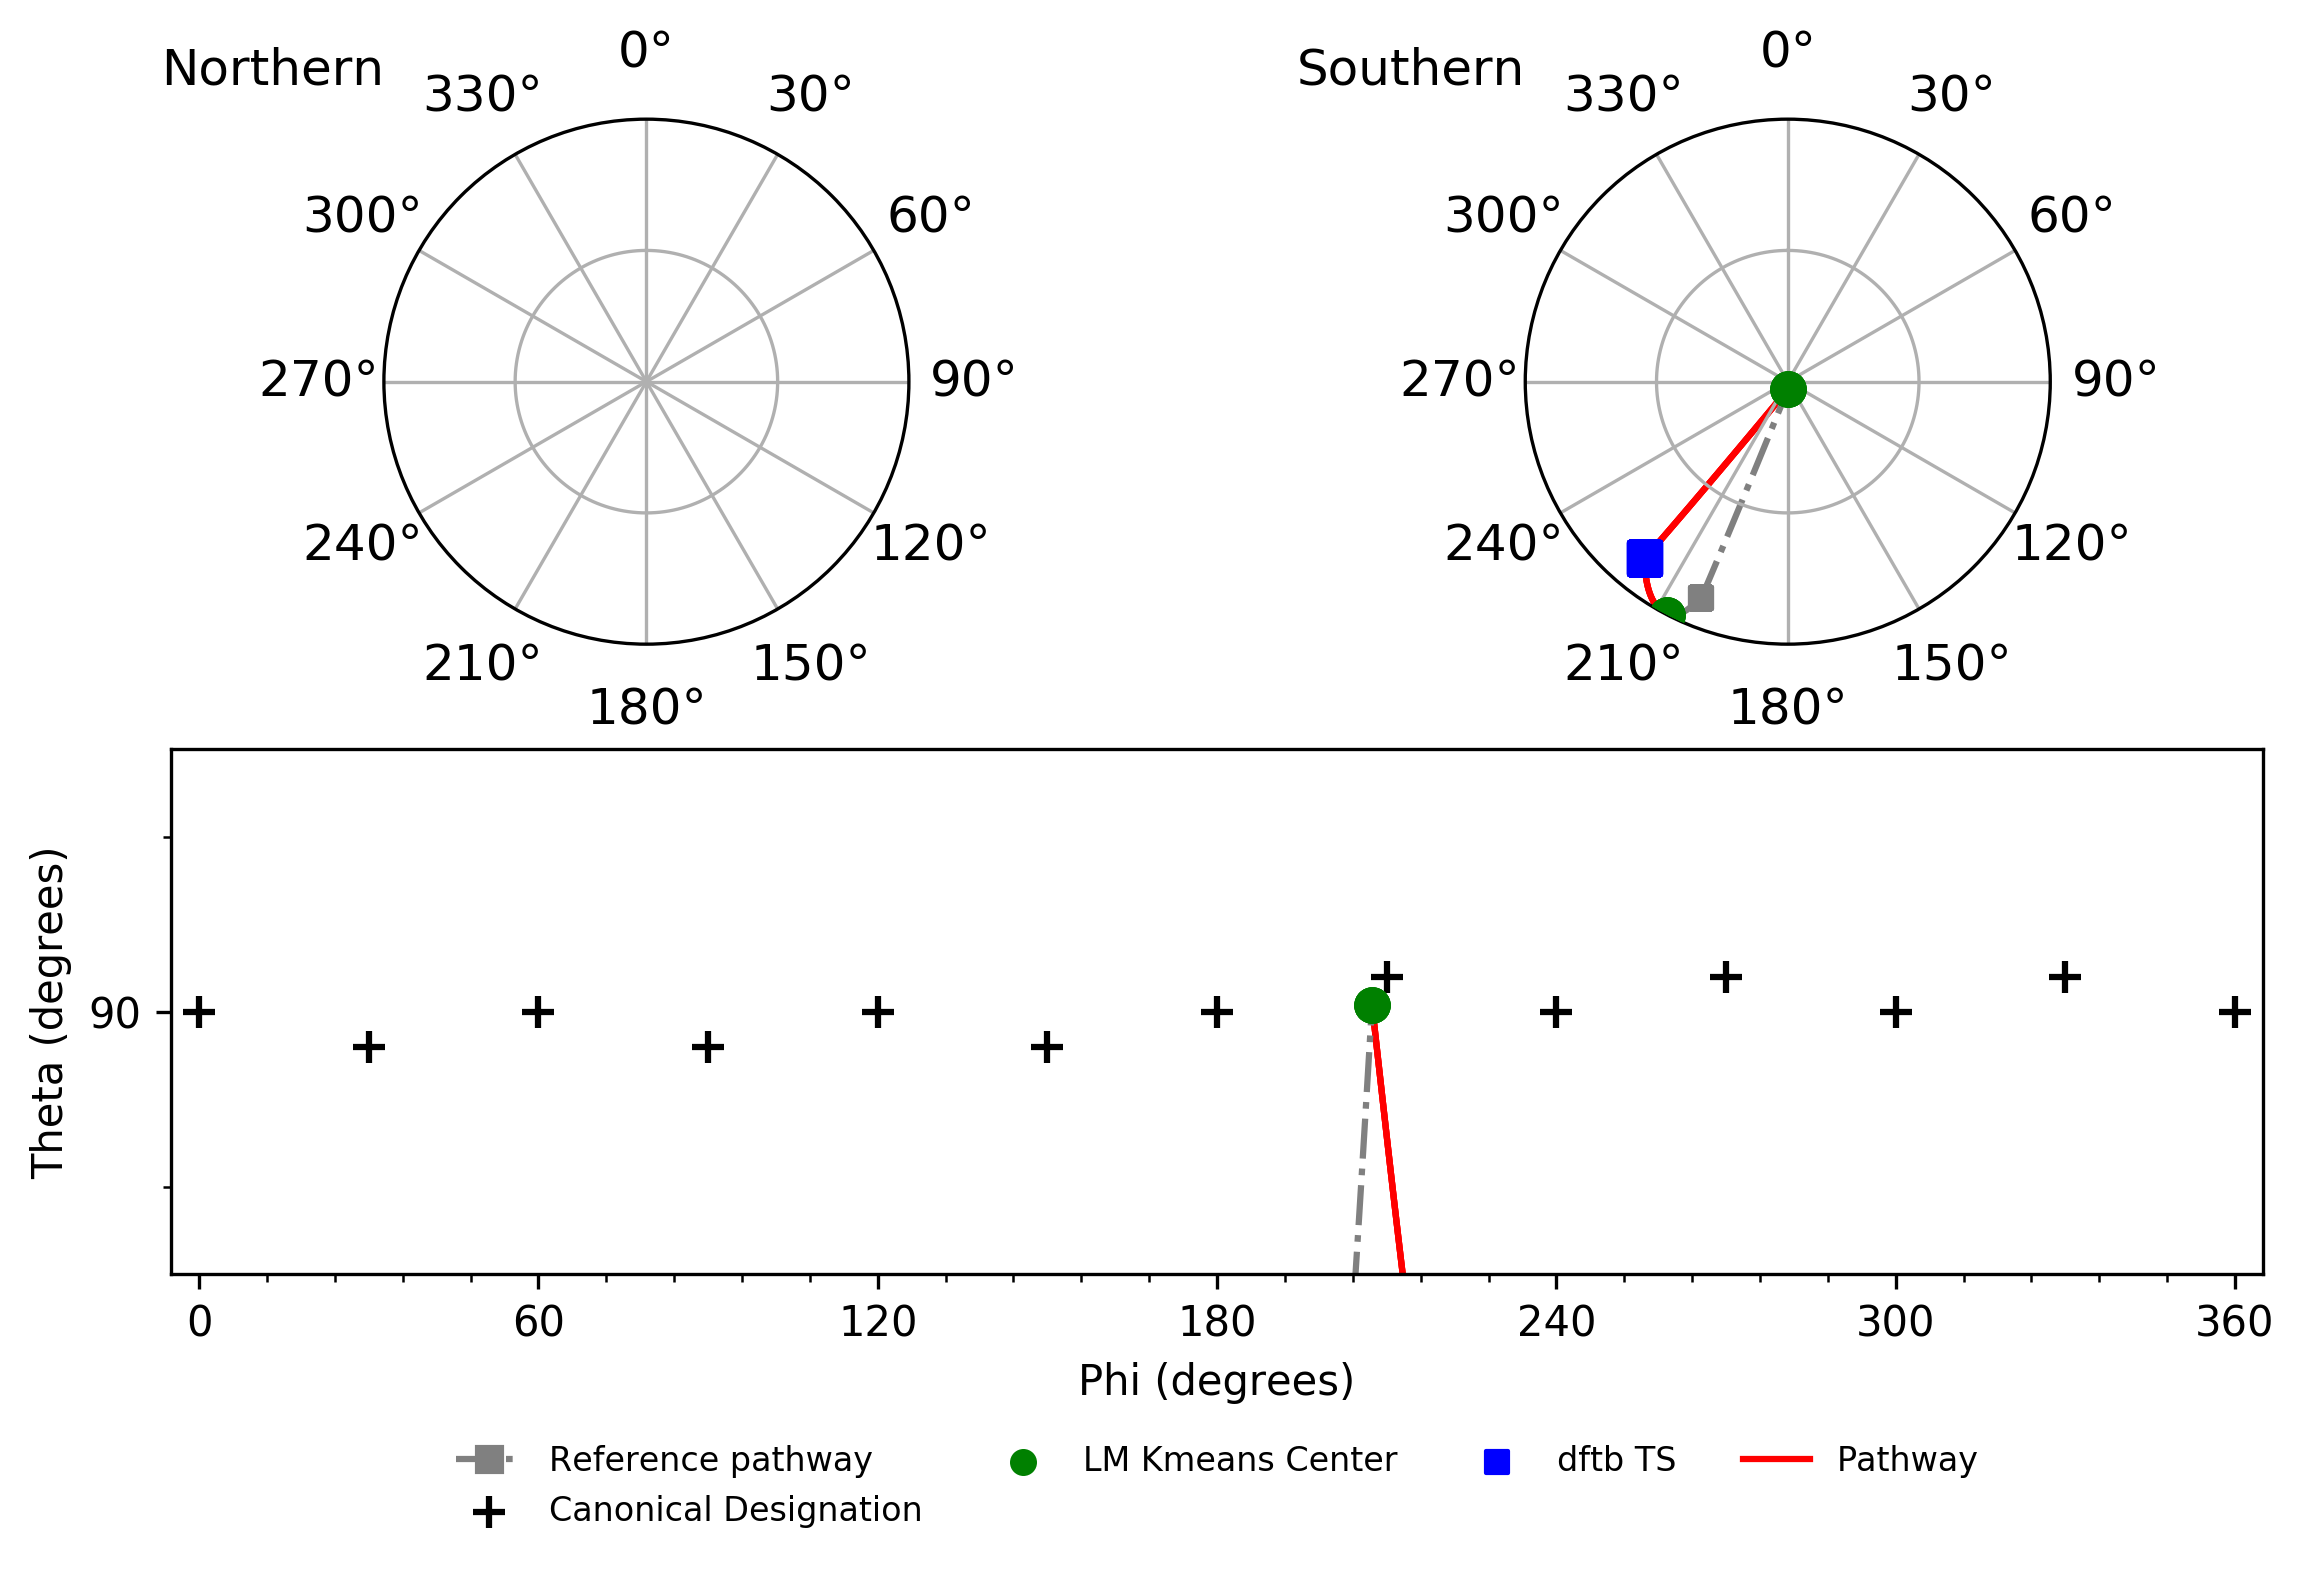 Northern
0°
330°
30°
300°
60°
270°
90°
240°
120°
210°
150°
180°
Southern
0°
330°
30°
300°
60°
270°
90°
240°
120°
210°
150°
180°
Theta (degrees)
90
0 60 120 180 240 300 360
Phi (degrees)
Reference pathway
Canonical Designation
LM Kmeans Center
dftb TS
Pathway